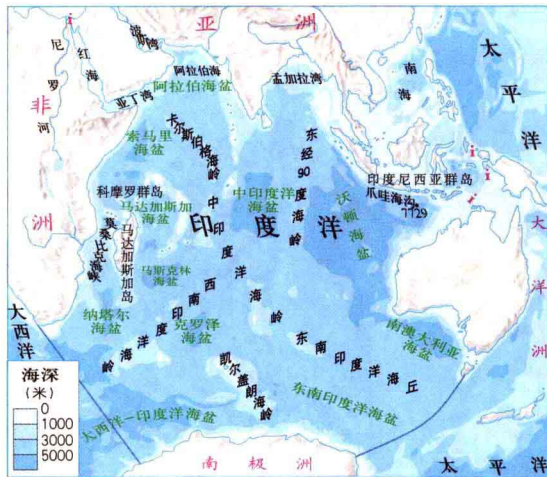 亚洲
太平洋
尼罗河
红海
波斯湾
阿拉伯海
阿拉伯海盆
孟加拉湾
南海
非洲
亚丁湾
索马里海盆
卡尔斯伯格海岭
东经90度海岭
印度尼西亚群岛
爪哇海沟
7729
科摩罗群岛
马达加斯加海盆
中印度洋海盆
沃顿海盆
印度洋
莫桑比克海峡
马达加斯加岛
中印度洋海岭
马斯克林海盆
大洋洲
大西洋
纳塔尔海盆
西南印度洋海岭
克罗泽海盆
南澳大利亚海盆
东南印度洋海丘
凯尔盖朗海岭
东南印度洋海盆
大西洋-印度洋海盆
南极洲
太平洋
海深
(米)
0
1000
3000
5000